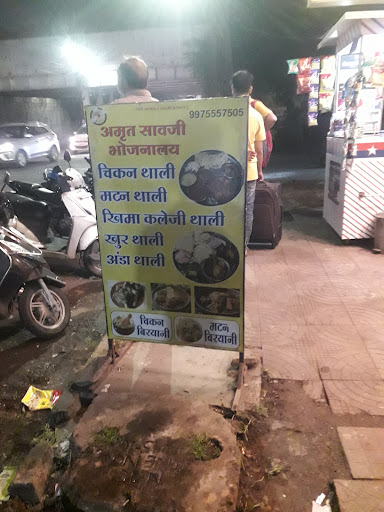 9975557505
अमृत सावजी
भोजनालय
चिकन थाली
मटन थाली
खिमा कलेजी थाली
खुर थाली
अंडा थाली
चिकन
बिरयानी
मटन
बिरयानी